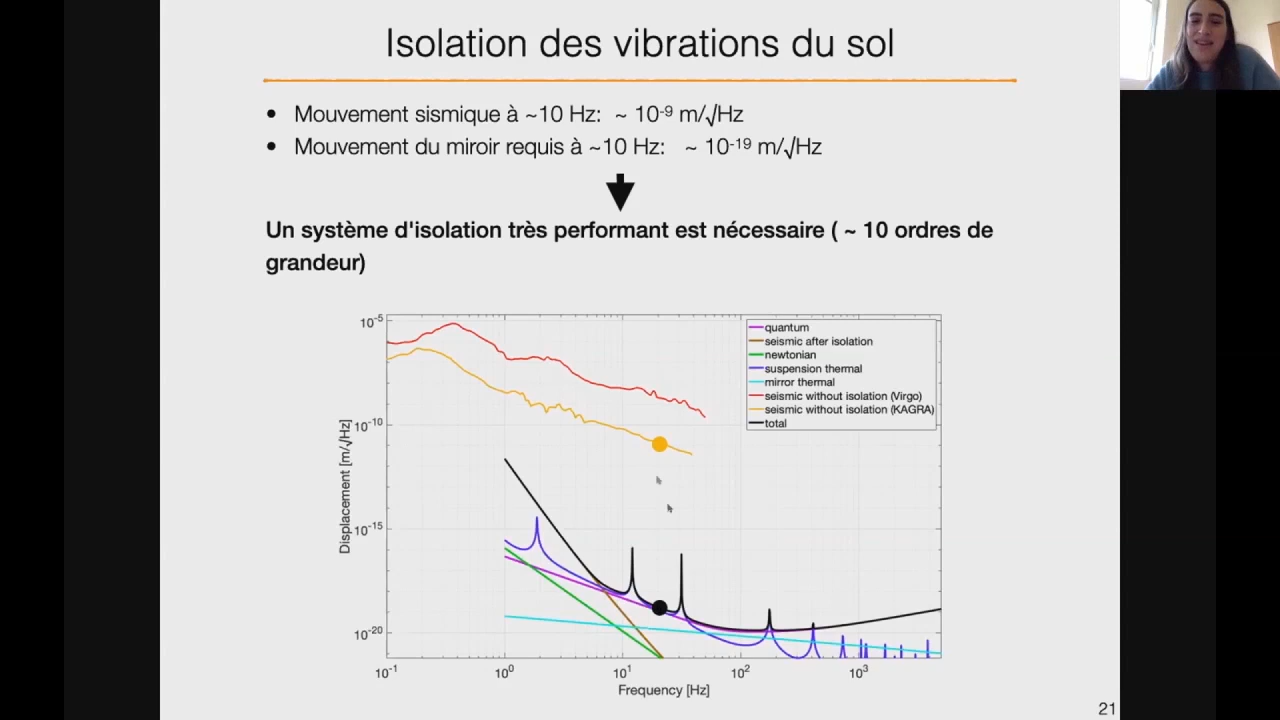 Isolation des vibrations du sol
• Mouvement sismique à ~10 Hz: ~ 10⁻⁹ m/√Hz
• Mouvement du miroir requis à ~10 Hz: ~ 10⁻¹⁹ m/√Hz
Un système d'isolation très performant est nécessaire ( ~ 10 ordres de
grandeur)
quantum
seismic after isolation
newtonian
suspension thermal
mirror thermal
seismic without isolation (Virgo)
seismic without isolation (KAGRA)
total
Displacement [m/√Hz]
10⁻⁵
10⁻¹⁰
10⁻¹⁵
10⁻²⁰
10⁻¹ 10⁰ 10¹ 10² 10³
Frequency [Hz]
21